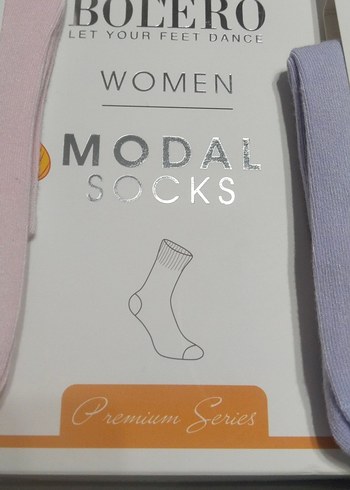 BOLERO
LET YOUR FEET DANCE
WOMEN
MODAL
SOCKS
Premium Series